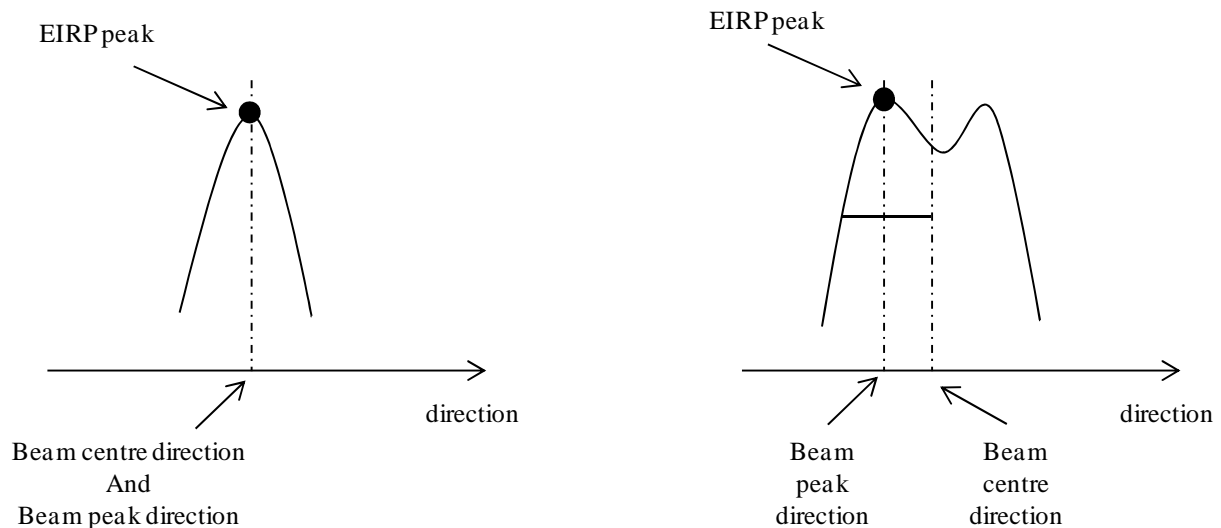 EIRP peak
direction
Beam centre direction
And
Beam peak direction
EIRP peak
direction
Beam
peak
direction
Beam
centre
direction